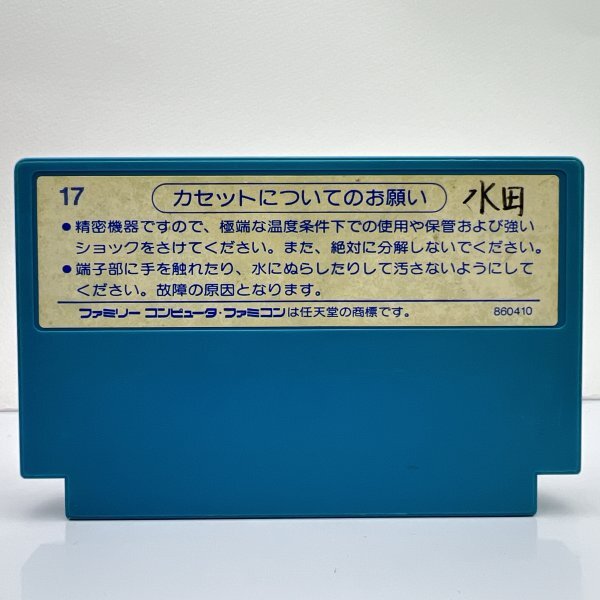 17 カセットについてのお願い 水田
●精密機器ですので、極端な温度条件下での使用や保管および強い
ショックをさけてください。また、絶対に分解しないでください。
●端子部に手を触れたり、水にぬらしたりして汚さないようにして
ください。故障の原因となります。
ファミリーコンピュータ・ファミコンは任天堂の商標です。 860410